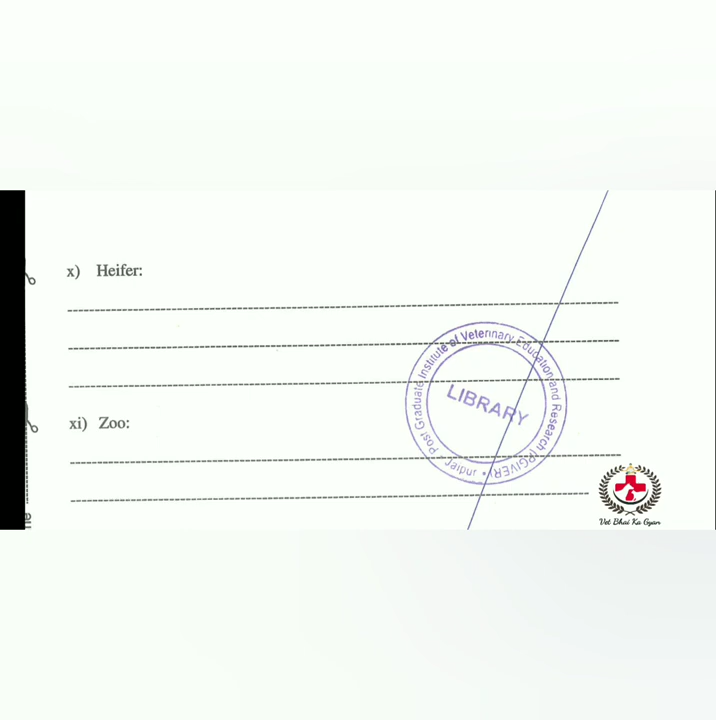 x) Heifer:
xi) Zoo:
Post Graduate Institute of Veterinary Education and Research (PGIVER)
• Jaipur •
LIBRARY
Vet Bhai Ka Gyan